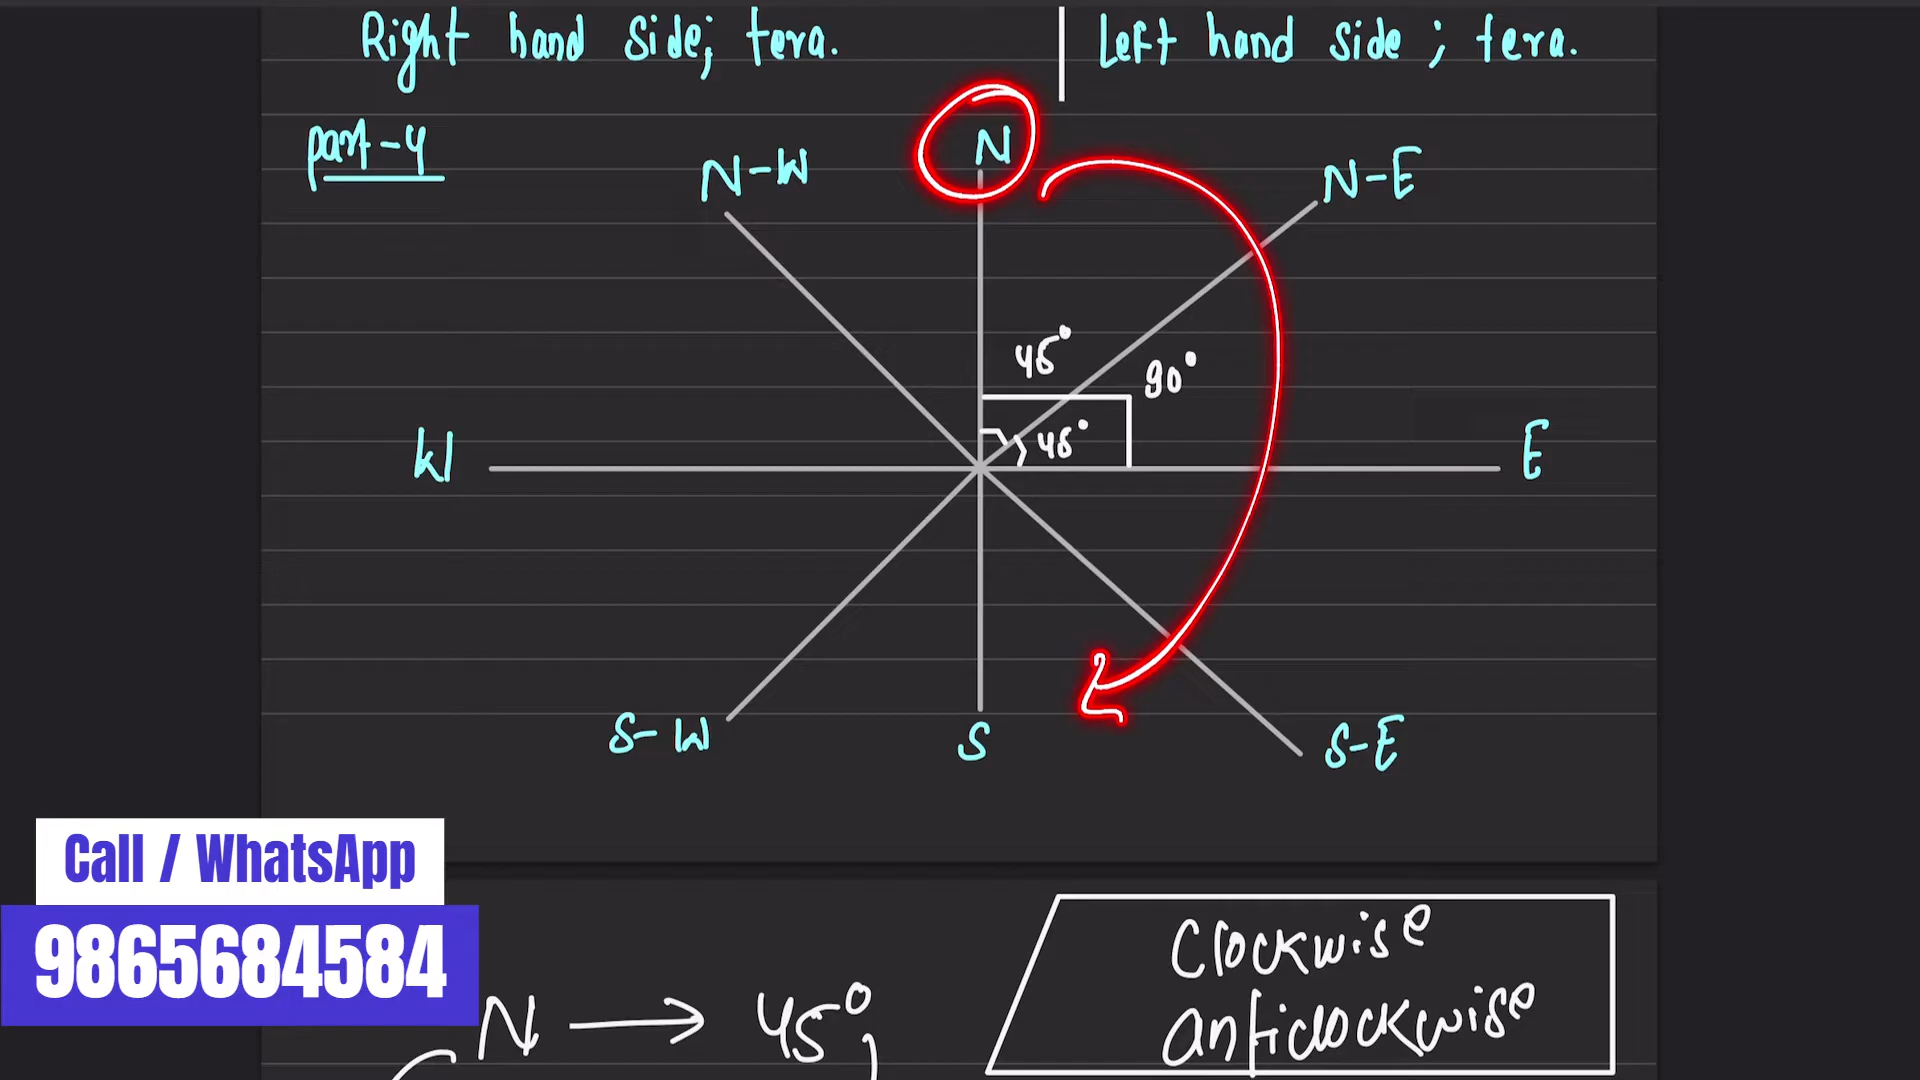 Right hand side; tera.
Left hand side; tera.
part-4
N-W
N
N-E
45°
90°
45°
W
E
S-W
S
S-E
Call / WhatsApp
9865684584
N → 45°
Clockwise
anticlockwise